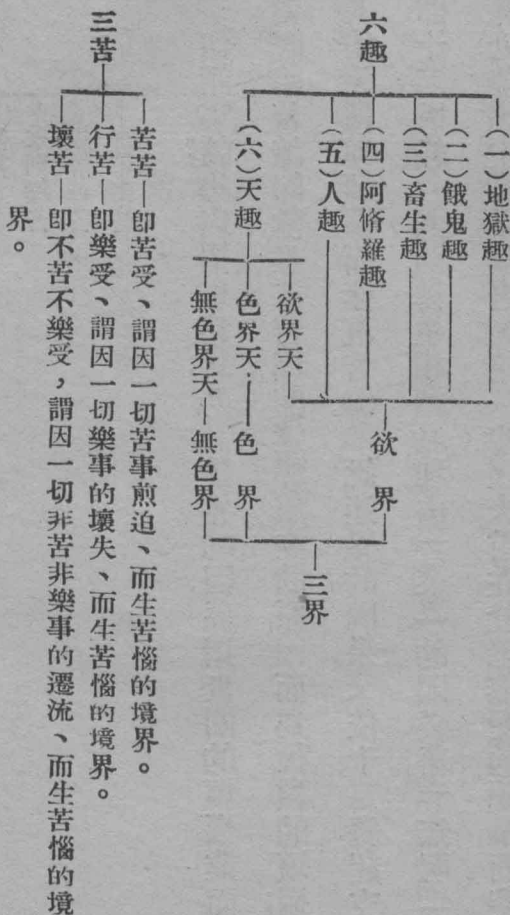 六趣
（一）地獄趣
（二）餓鬼趣
（三）畜生趣
（四）阿脩羅趣
（五）人趣
（六）天趣
欲界天
色界天
無色界天
欲界
色界
無色界
三界
三苦
苦苦—卽苦受、謂因一切苦事煎迫、而生苦惱的境界。
行苦—卽樂受、謂因一切樂事的壞失、而生苦惱的境界。
壞苦—卽不苦不樂受，謂因一切非苦非樂事的遷流、而生苦惱的境
界。